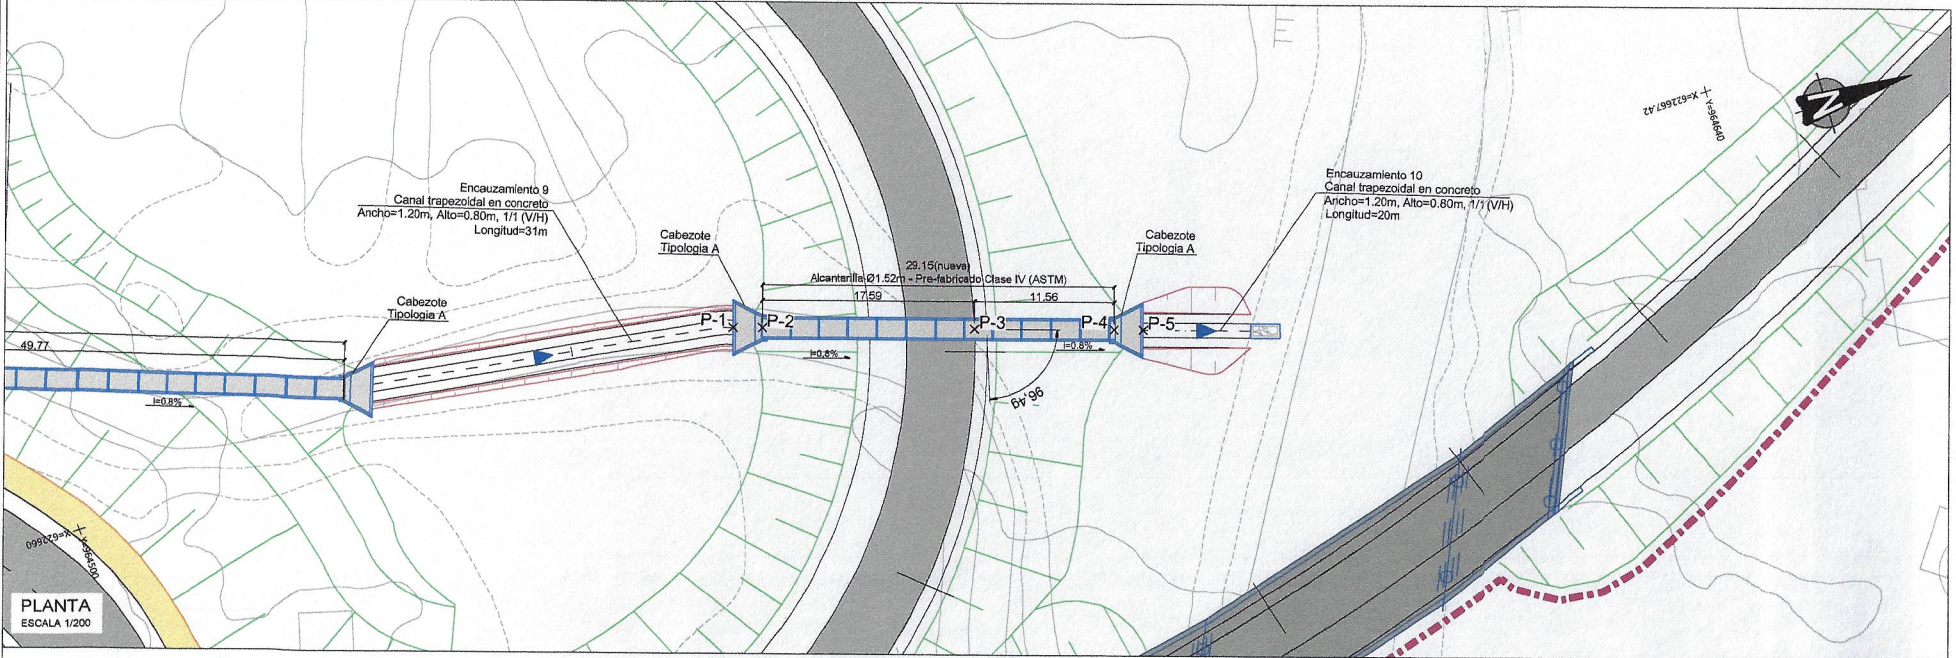 Encauzamiento 9
Canal trapezoidal en concreto
Ancho=1.20m, Alto=0.80m, 1/1 (V/H)
Longitud=31m
Cabezote
Tipologia A
49.77
i=0.8%
Cabezote
Tipologia A
P-1
P-2
29.15(nueva)
Alcantarilla Ø1.52m - Pre-fabricado Clase IV (ASTM)
17.59
11.56
P-3
P-4
P-5
i=0.8%
i=0.8%
96,4g
Cabezote
Tipologia A
Encauzamiento 10
Canal trapezoidal en concreto
Ancho=1.20m, Alto=0.80m, 1/1 (V/H)
Longitud=20m
X=622667.42
Y=964640
N
X=622660
Y=964500
PLANTA
ESCALA 1/200